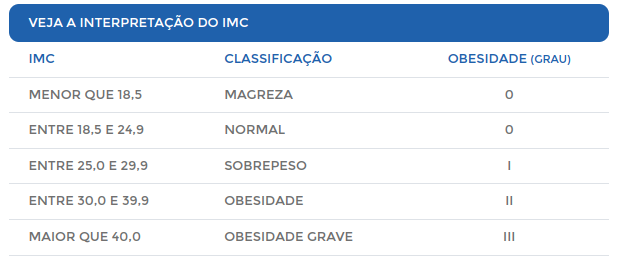 VEJA A INTERPRETAÇÃO DO IMC
IMC CLASSIFICAÇÃO OBESIDADE (GRAU)
MENOR QUE 18,5 MAGREZA 0
ENTRE 18,5 E 24,9 NORMAL 0
ENTRE 25,0 E 29,9 SOBREPESO I
ENTRE 30,0 E 39,9 OBESIDADE II
MAIOR QUE 40,0 OBESIDADE GRAVE III